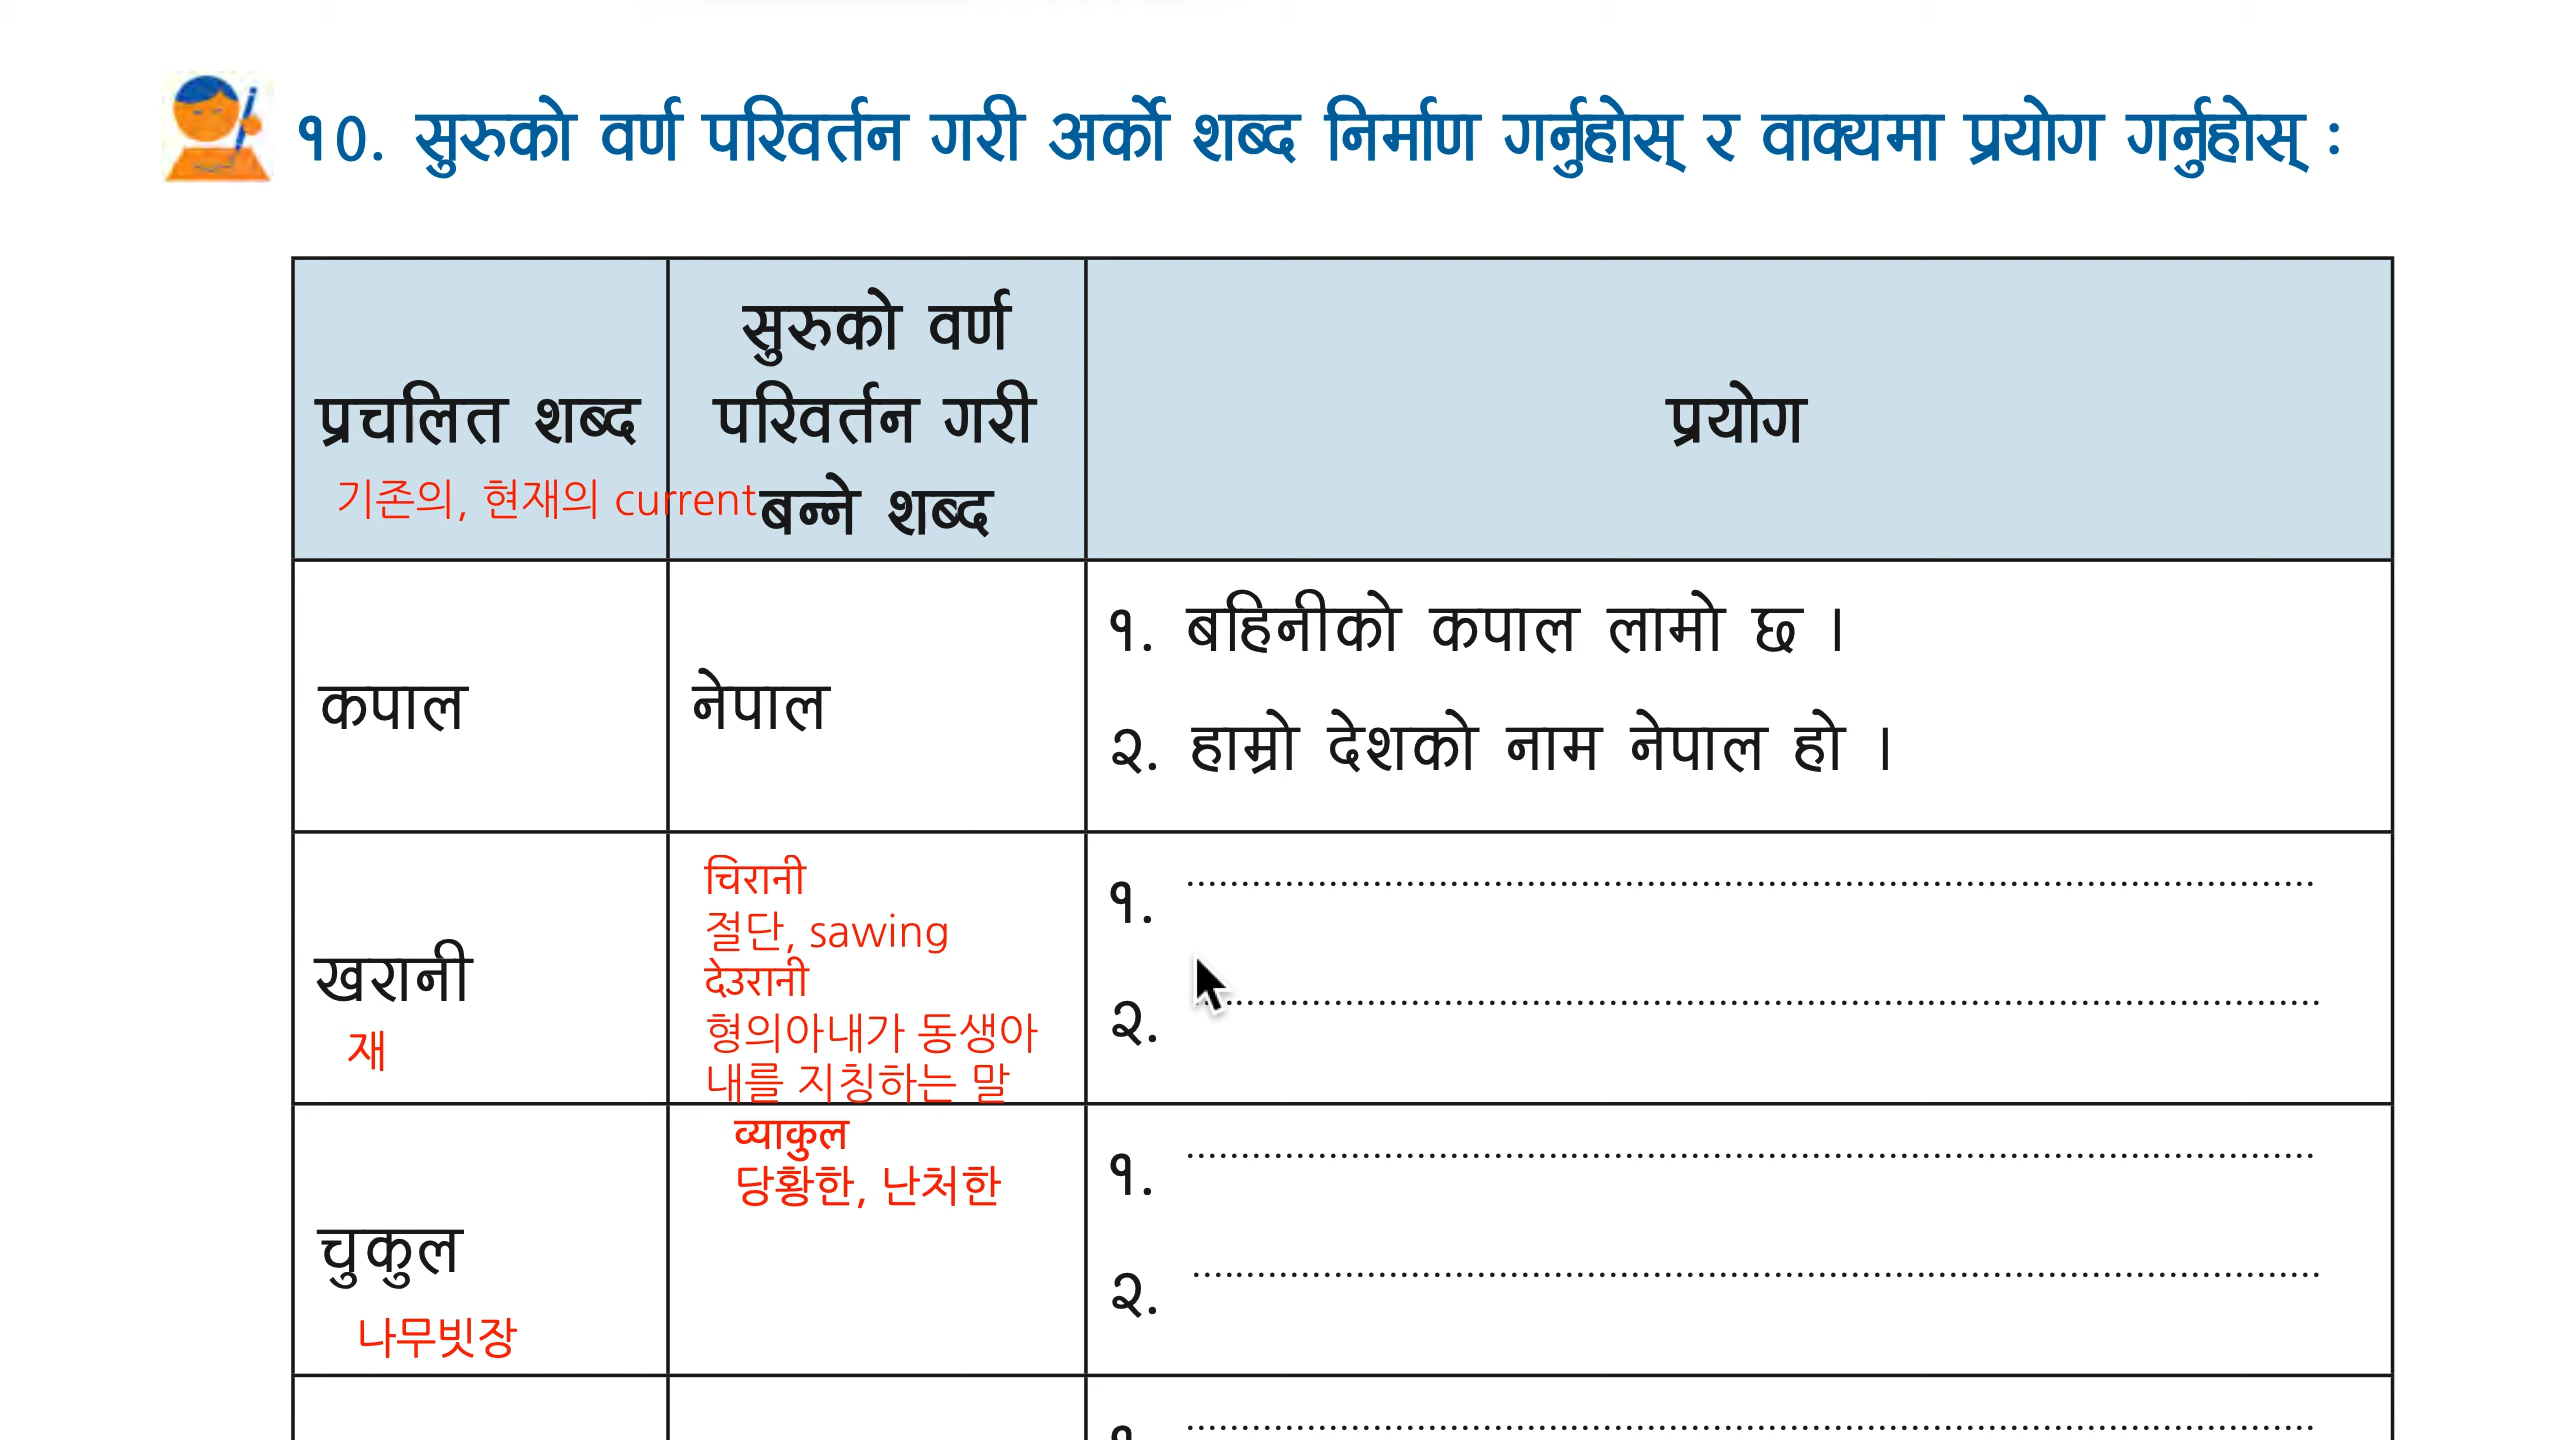 १0. सुरुको वर्ण परिवर्तन गरी अर्को शब्द निर्माण गर्नुहोस् र वाक्यमा प्रयोग गर्नुहोस् :
प्रचलित शब्द
기존의, 현재의 current
सुरुको वर्ण
परिवर्तन गरी
बन्ने शब्द
प्रयोग
कपाल
नेपाल
१. बहिनीको कपाल लामो छ ।
२. हाम्रो देशको नाम नेपाल हो ।
खरानी
재
चिरानी
절단, sawing
देउरानी
형의아내가 동생아
내를 지칭하는 말
१.
२.
चुकुल
나무빗장
व्याकुल
당황한, 난처한
१.
२.